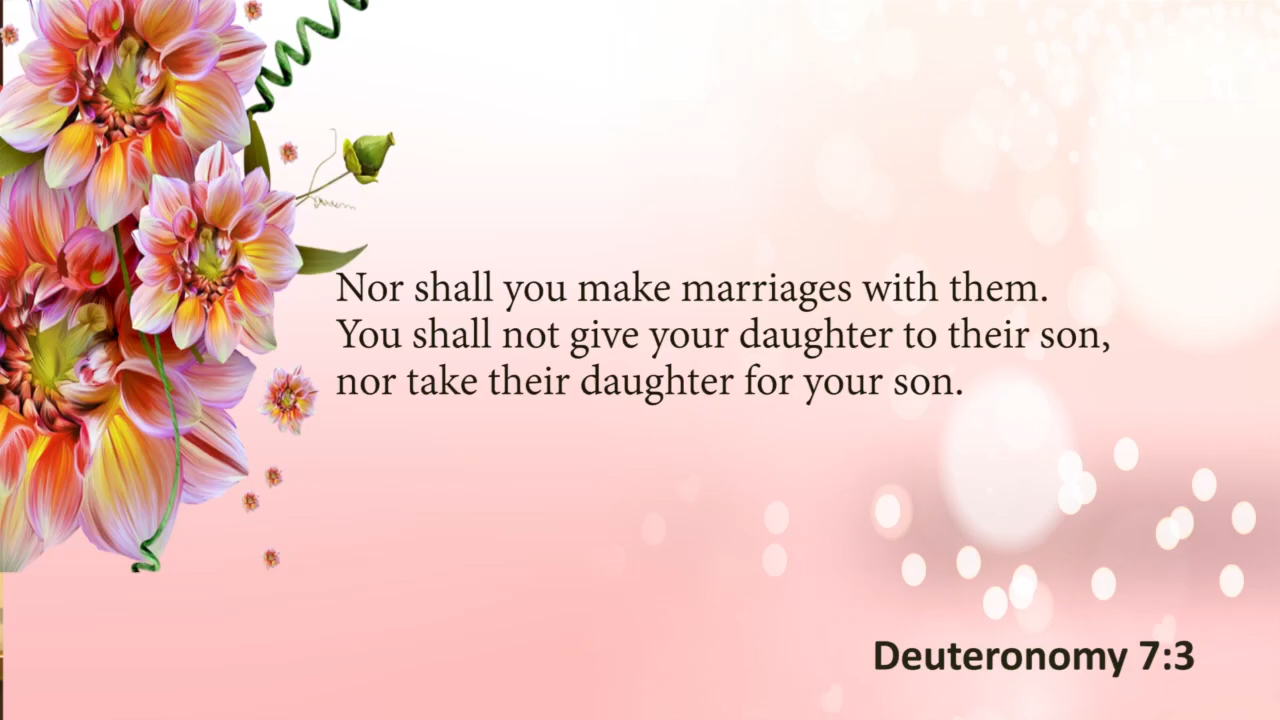 Nor shall you make marriages with them.
You shall not give your daughter to their son,
nor take their daughter for your son.
Deuteronomy 7:3